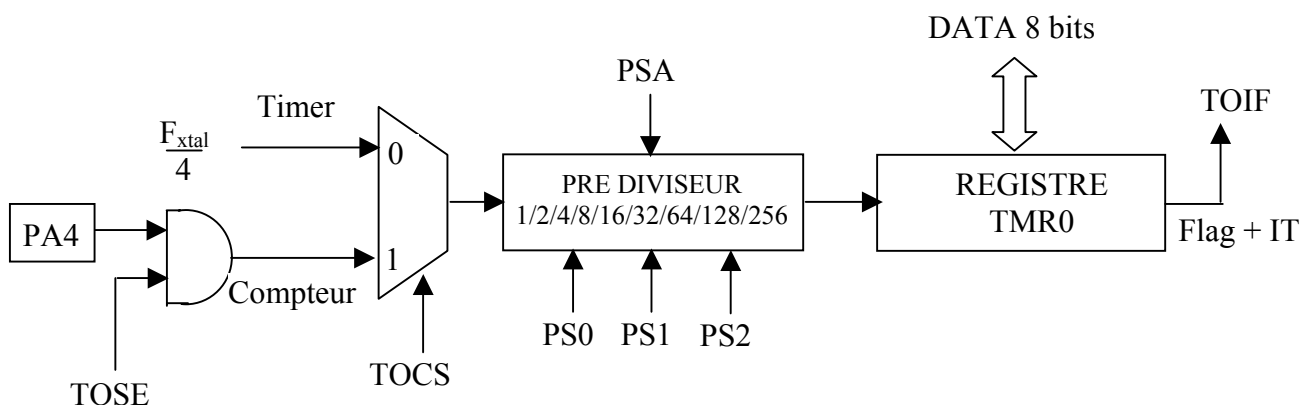 DATA 8 bits
PSA
TOIF
Timer
Fxtal
4
0
PRE DIVISEUR
1/2/4/8/16/32/64/128/256
REGISTRE
TMR0
PA4
Flag + IT
1
Compteur
PS0 PS1 PS2
TOCS
TOSE